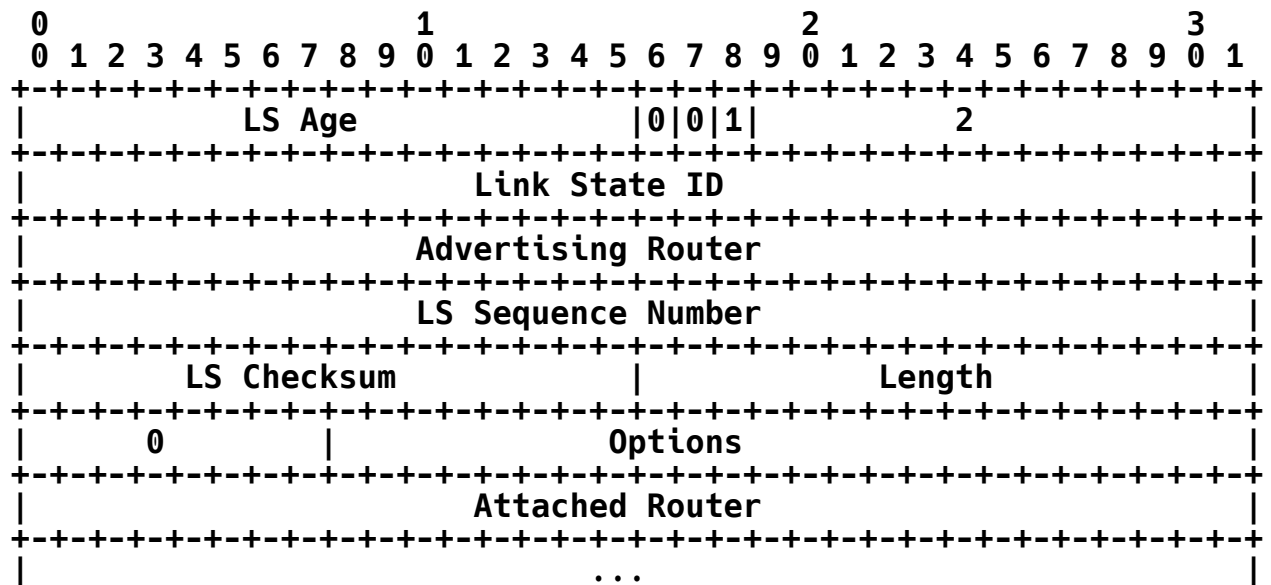 0                   1                   2                   3
 0 1 2 3 4 5 6 7 8 9 0 1 2 3 4 5 6 7 8 9 0 1 2 3 4 5 6 7 8 9 0 1
+-+-+-+-+-+-+-+-+-+-+-+-+-+-+-+-+-+-+-+-+-+-+-+-+-+-+-+-+-+-+-+-+
|           LS Age              |0|0|1|          2              |
+-+-+-+-+-+-+-+-+-+-+-+-+-+-+-+-+-+-+-+-+-+-+-+-+-+-+-+-+-+-+-+-+
|                       Link State ID                           |
+-+-+-+-+-+-+-+-+-+-+-+-+-+-+-+-+-+-+-+-+-+-+-+-+-+-+-+-+-+-+-+-+
|                    Advertising Router                         |
+-+-+-+-+-+-+-+-+-+-+-+-+-+-+-+-+-+-+-+-+-+-+-+-+-+-+-+-+-+-+-+-+
|                    LS Sequence Number                         |
+-+-+-+-+-+-+-+-+-+-+-+-+-+-+-+-+-+-+-+-+-+-+-+-+-+-+-+-+-+-+-+-+
|        LS Checksum            |            Length             |
+-+-+-+-+-+-+-+-+-+-+-+-+-+-+-+-+-+-+-+-+-+-+-+-+-+-+-+-+-+-+-+-+
|      0        |              Options                          |
+-+-+-+-+-+-+-+-+-+-+-+-+-+-+-+-+-+-+-+-+-+-+-+-+-+-+-+-+-+-+-+-+
|                       Attached Router                         |
+-+-+-+-+-+-+-+-+-+-+-+-+-+-+-+-+-+-+-+-+-+-+-+-+-+-+-+-+-+-+-+-+
|                             ...                               |